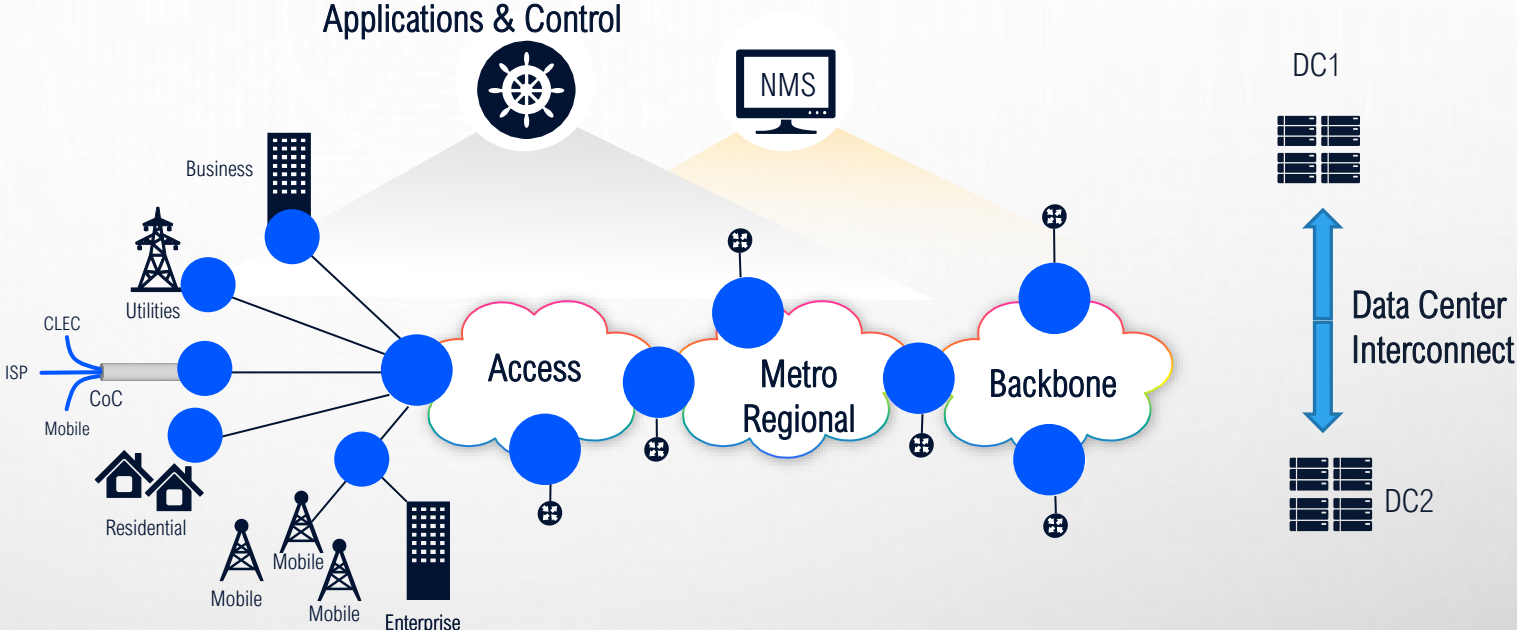 Applications & Control
NMS
DC1
Business
Utilities
CLEC
ISP
CoC
Mobile
Residential
Mobile
Mobile
Mobile
Enterprise
Access
Metro
Regional
Backbone
Data Center
Interconnect
DC2